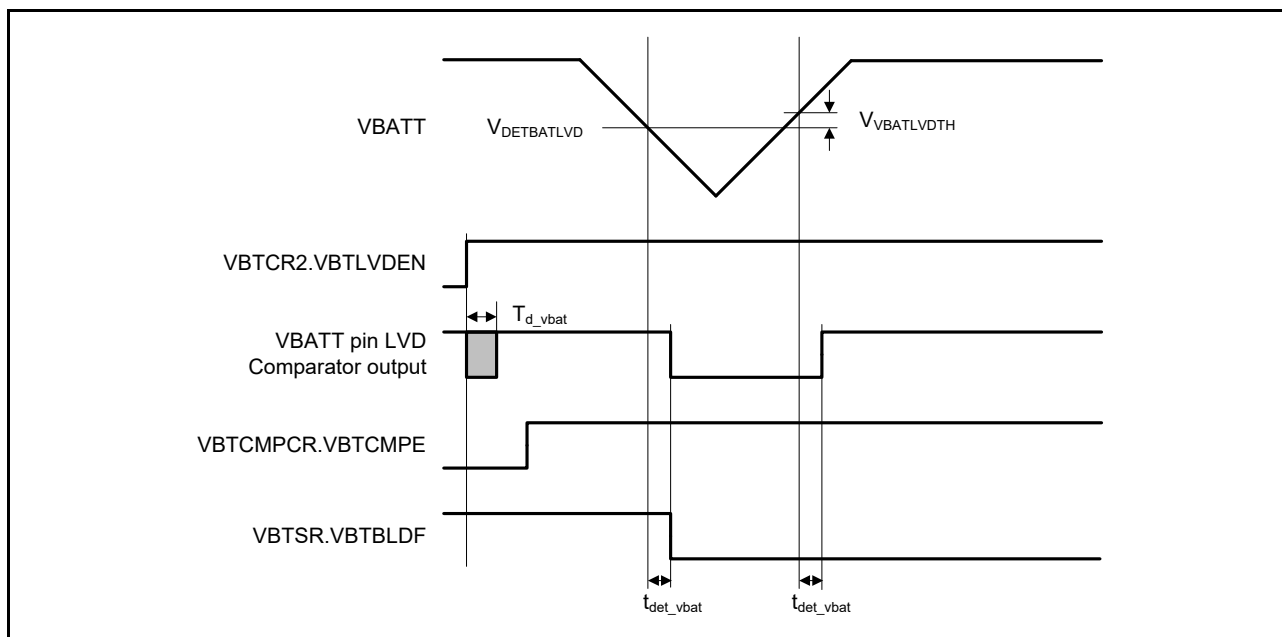 VBATT
VDETBATLVD
VVBATLVDTH
VBTCR2.VBTLVDEN
Td_vbat
VBATT pin LVD
Comparator output
VBTCMPCR.VBTCMPE
VBTSR.VBTBLDF
tdet_vbat
tdet_vbat